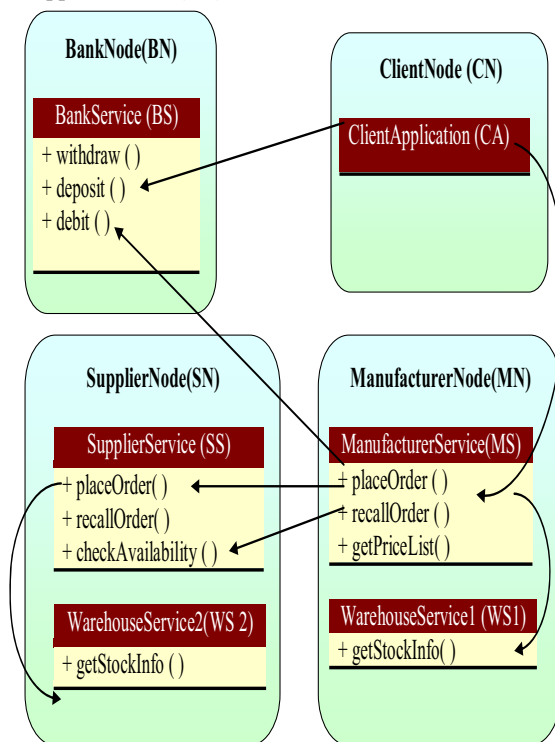 BankNode(BN)
BankService (BS)
+ withdraw ( )
+ deposit ( )
+ debit ( )
ClientNode (CN)
ClientApplication (CA)
SupplierNode(SN)
SupplierService (SS)
+ placeOrder( )
+ recallOrder( )
+ checkAvailability ( )
WarehouseService2(WS 2)
+ getStockInfo ( )
ManufacturerNode(MN)
ManufacturerService(MS)
+ placeOrder ( )
+ recallOrder ( )
+ getPriceList( )
WarehouseService1 (WS1)
+ getStockInfo( )